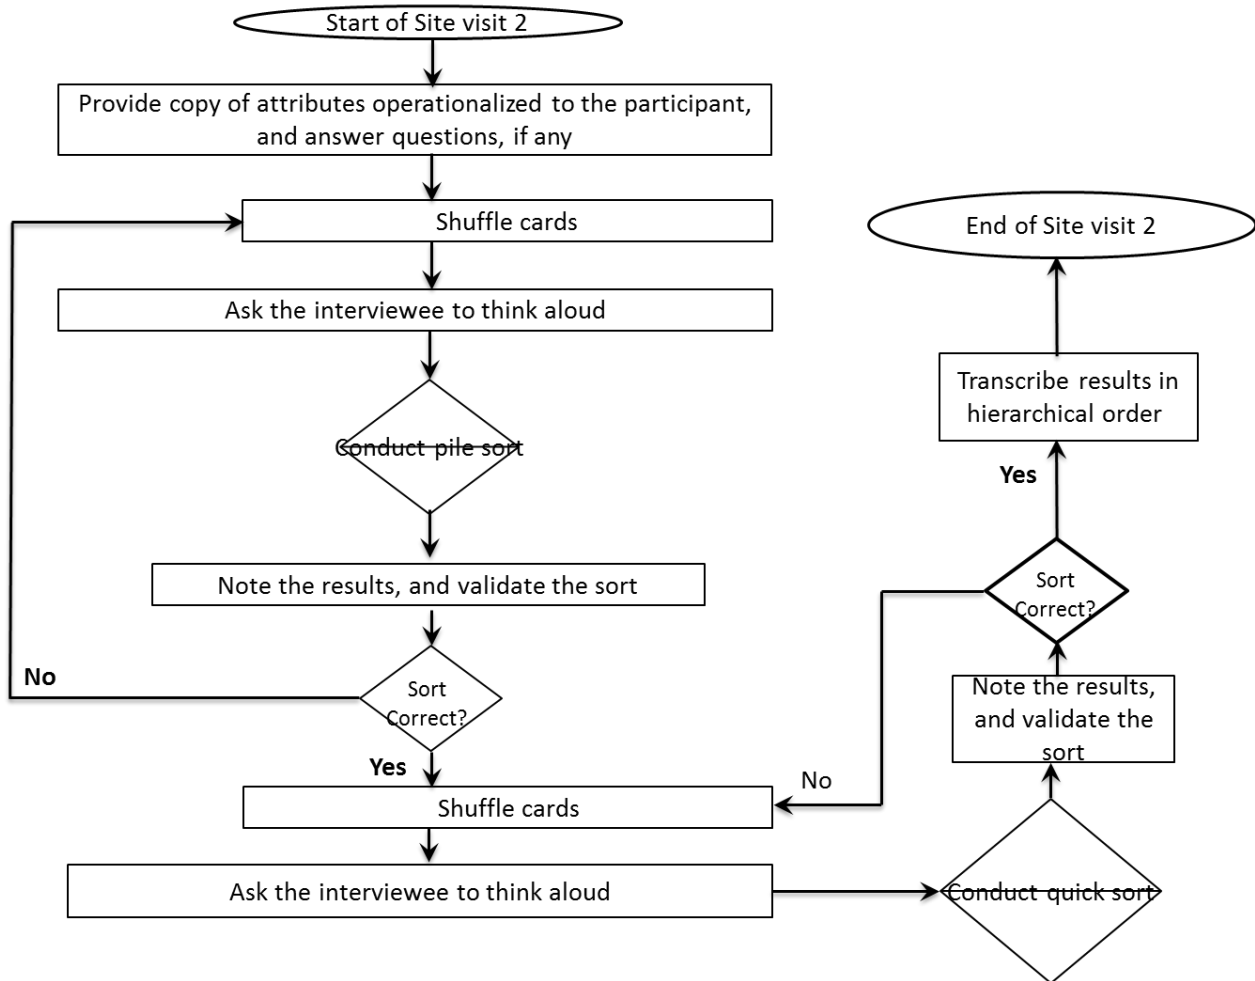 Start of Site visit 2
Provide copy of attributes operationalized to the participant,
and answer questions, if any
Shuffle cards
Ask the interviewee to think aloud
Conduct pile sort
Note the results, and validate the sort
No
Sort
Correct?
Yes
Shuffle cards
Ask the interviewee to think aloud
Conduct quick sort
Note the results,
and validate the
sort
No
Sort
Correct?
Yes
Transcribe results in
hierarchical order
End of Site visit 2